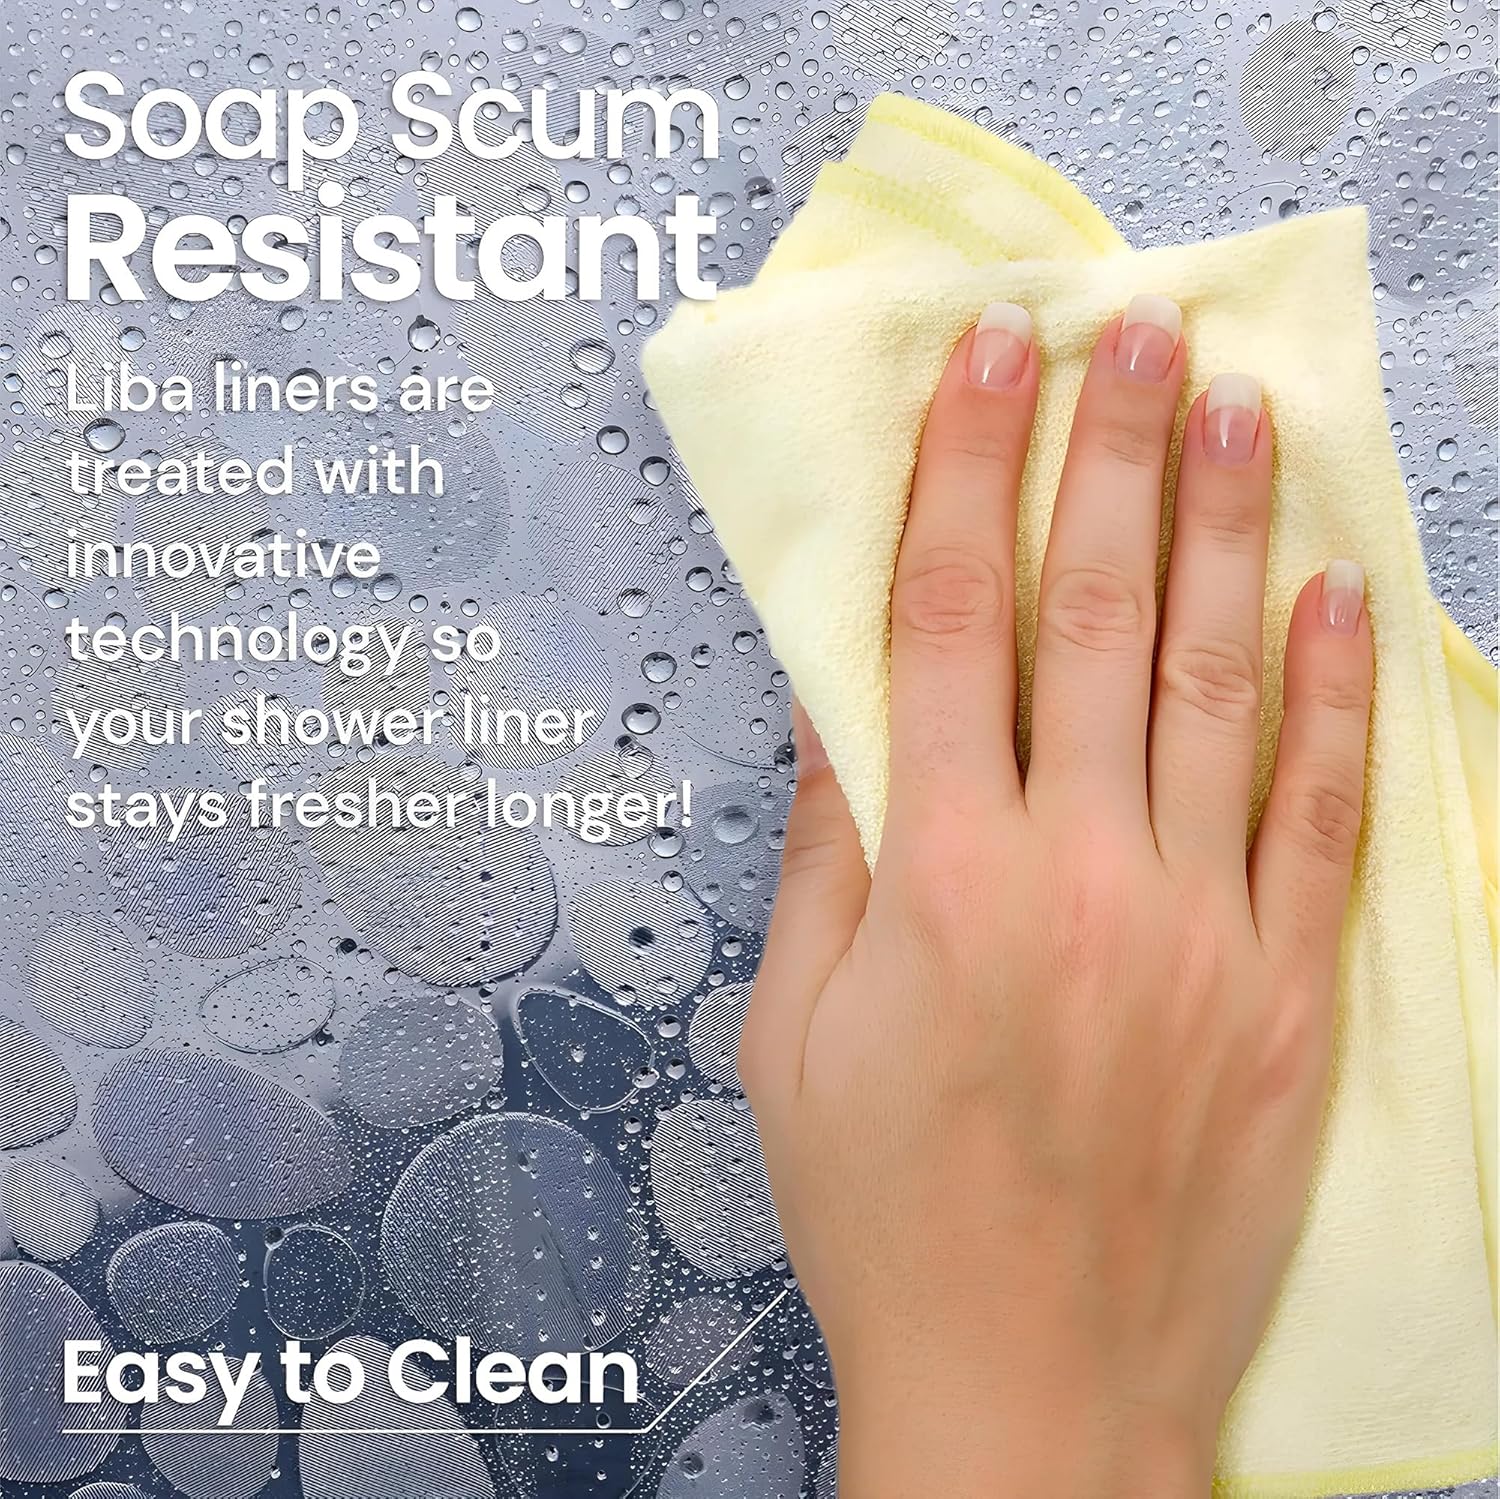 Soap Scum
Resistant
Liba liners are
treated with
innovative
technology so
your shower liner
stays fresher longer!
Easy to Clean